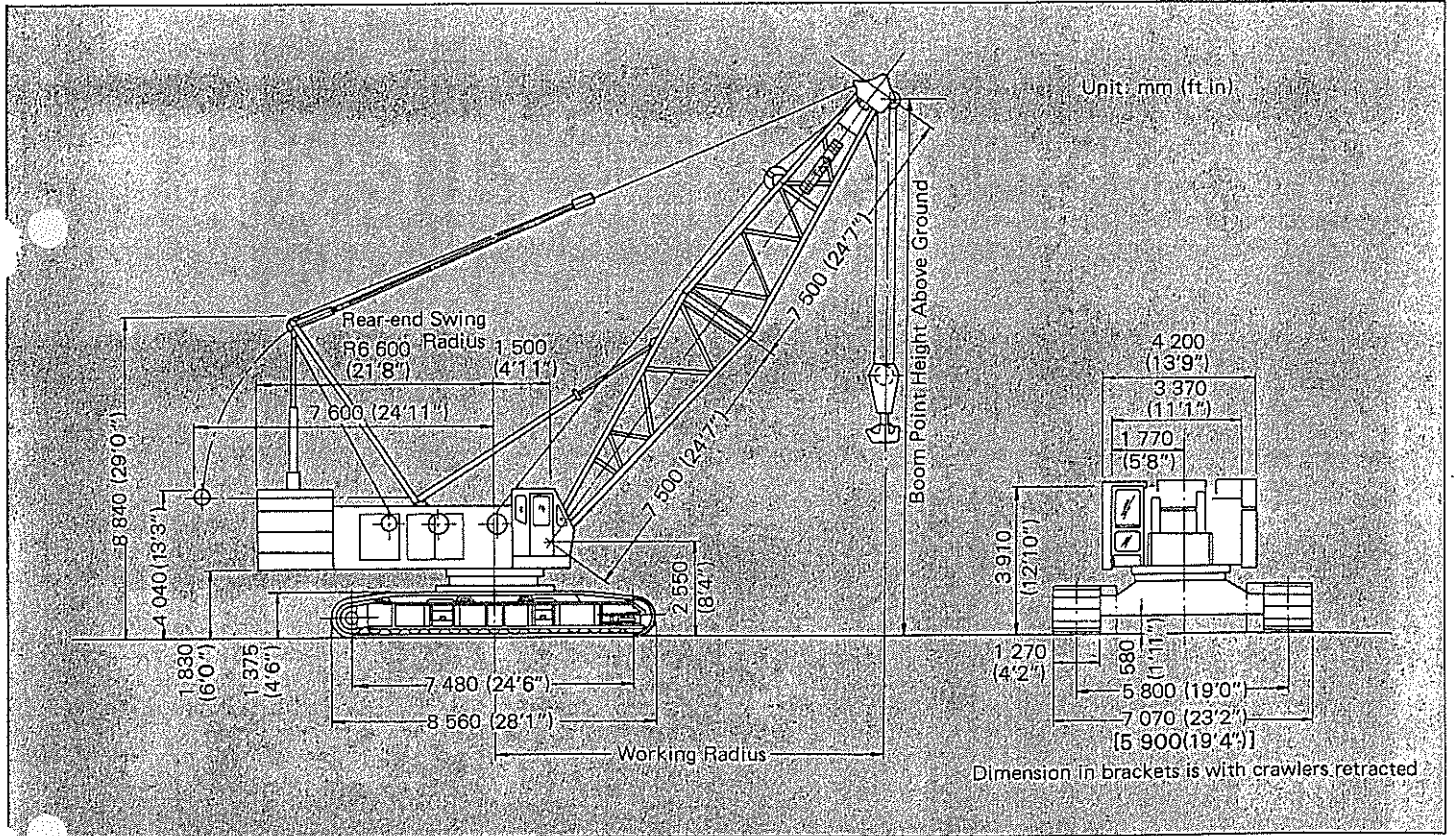 Unit: mm (ft in)
Rear-end Swing
Radius
R6 600
(21'8")
1 500
(4'11")
7 600 (24'11")
8 840 (29'0")
4 040 (13'3")
1 830
(6'0")
1 375
(4'6")
7 500 (24'7")
7 500 (24'7")
Boom Point Height Above Ground
2 550
(8'4")
7 480 (24'6")
8 560 (28'1")
Working Radius
4 200
(13'9")
3 370
(11'1")
1 770
(5'8")
3 910
(12'10")
1 270
(4'2")
580
(1'11")
5 800 (19'0")
7 070 (23'2")
[5 900(19'4")]
Dimension in brackets is with crawlers retracted